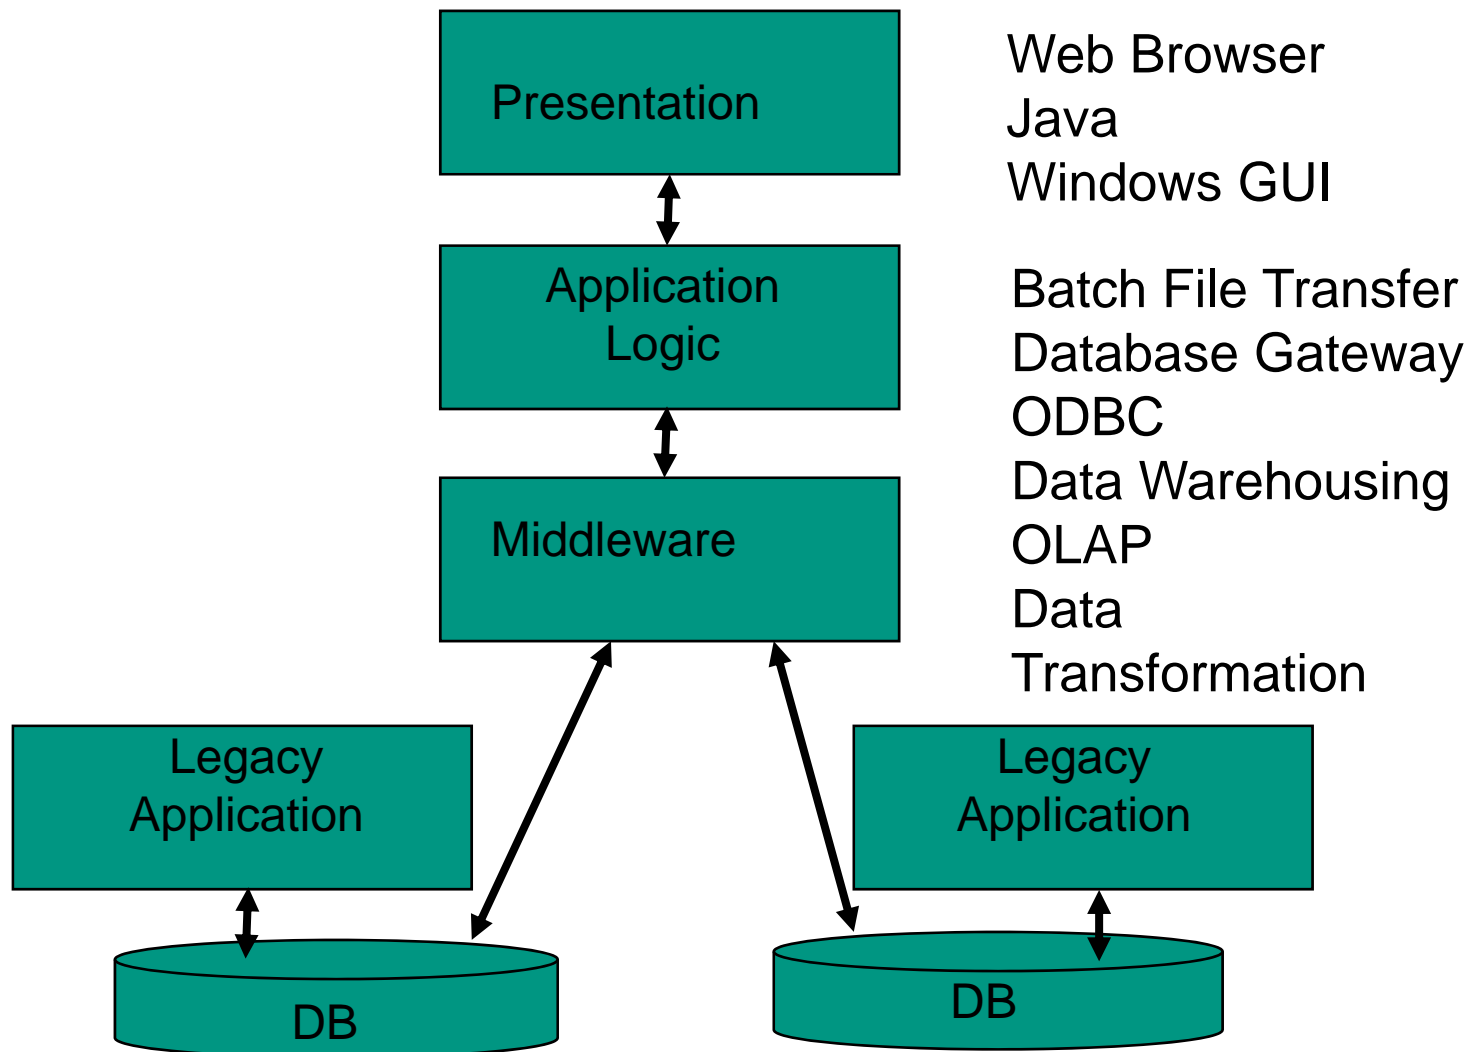 Presentation
Web Browser
Java
Windows GUI
Application
Logic
Batch File Transfer
Database Gateway
ODBC
Data Warehousing
OLAP
Data
Transformation
Middleware
Legacy
Application
Legacy
Application
DB
DB